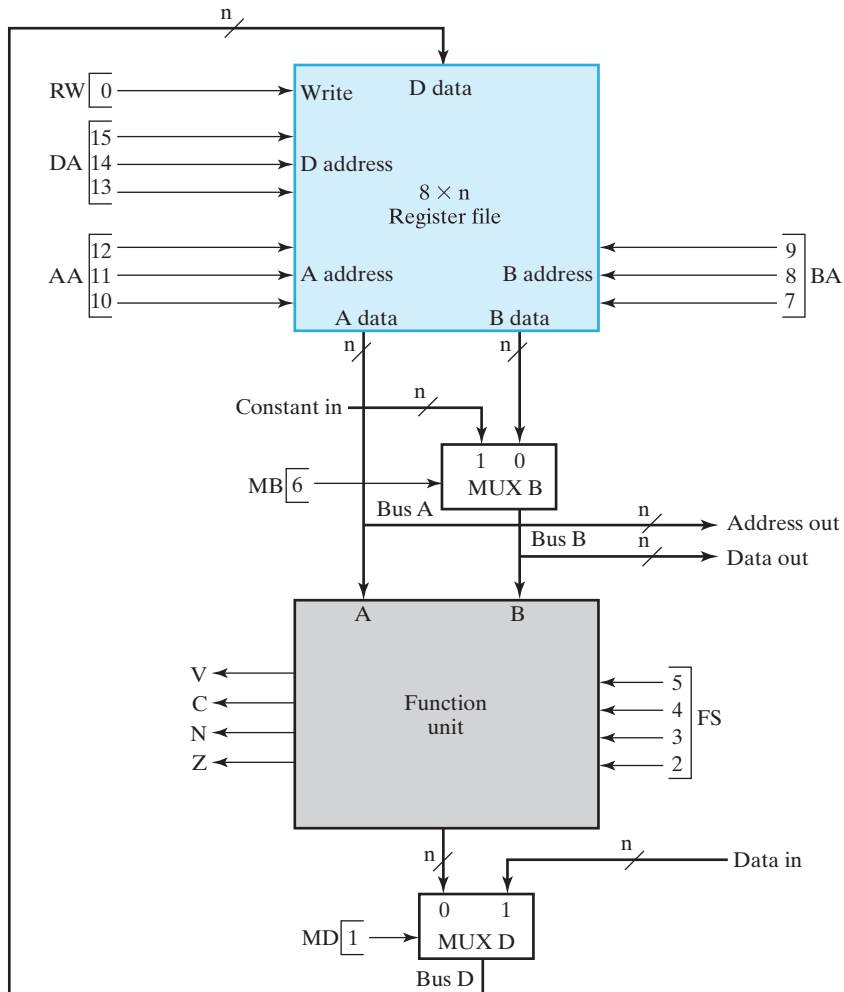 n
RW 0 Write D data
15
DA 14 D address
13
8 × n
Register file
12 9
AA 11 A address B address 8 BA
10 7
A data B data
n n
n
Constant in
1 0
MB 6 MUX B
Bus A n Address out
Bus B n Data out
A B
V 5
C Function 4 FS
N unit 3
Z 2
n n Data in
0 1
MD 1 MUX D
Bus D